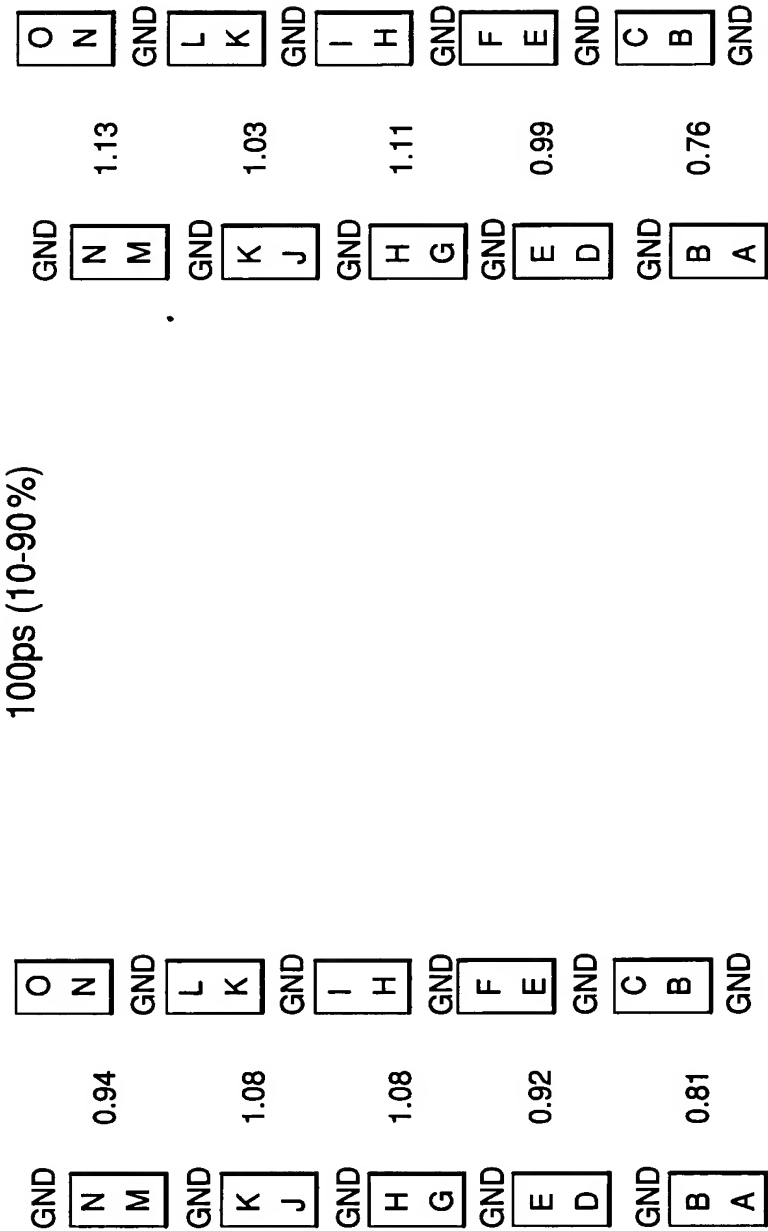 100ps (10-90%)
GND O GND O
N 0.94 N N 1.13 N
M GND M GND
GND L GND L
K 1.08 K K 1.03 K
J GND J GND
GND I GND I
H 1.08 H H 1.11 H
G GND G GND
GND F GND F
E 0.92 E E 0.99 E
D GND D GND
GND C GND C
B 0.81 B B 0.76 B
A GND A GND